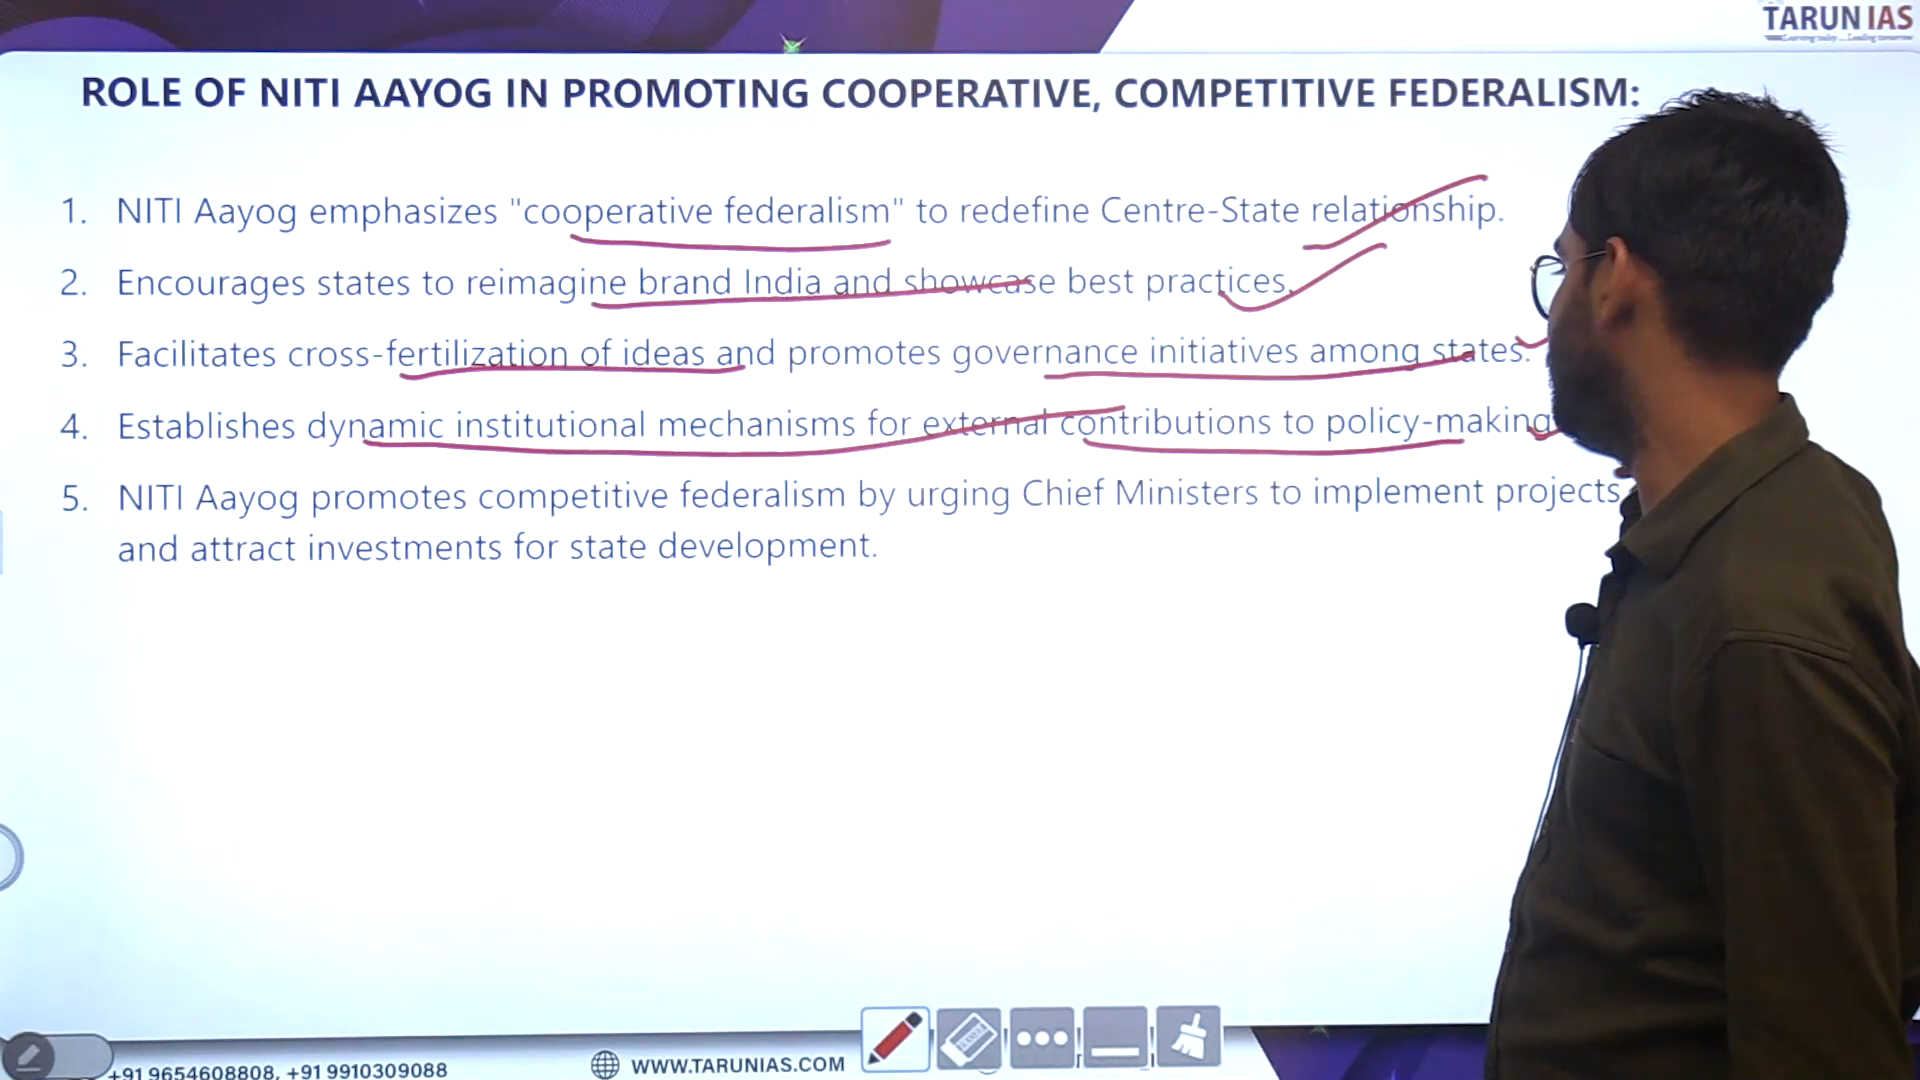 TARUN IAS
Learning today ... Leading tomorrow
ROLE OF NITI AAYOG IN PROMOTING COOPERATIVE, COMPETITIVE FEDERALISM:
1. NITI Aayog emphasizes "cooperative federalism" to redefine Centre-State relationship.
2. Encourages states to reimagine brand India and showcase best practices.
3. Facilitates cross-fertilization of ideas and promotes governance initiatives among states.
4. Establishes dynamic institutional mechanisms for external contributions to policy-making
5. NITI Aayog promotes competitive federalism by urging Chief Ministers to implement projects
and attract investments for state development.
+91 9654608808, +91 9910309088 WWW.TARUNIAS.COM